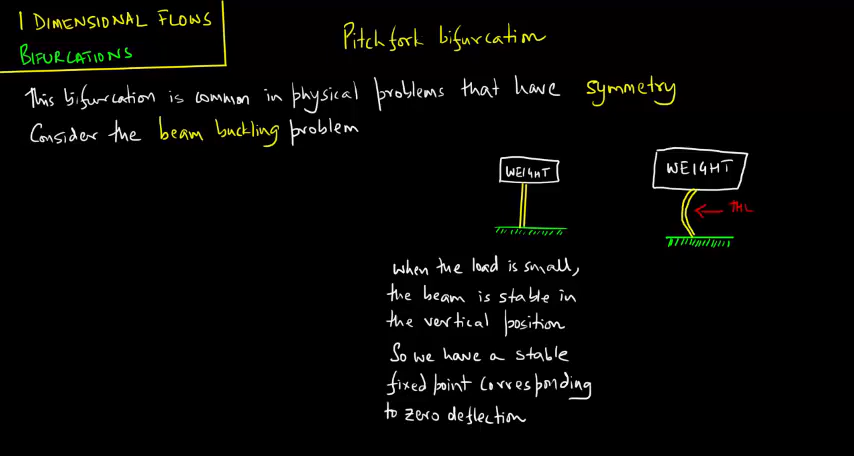 1 DIMENSIONAL FLOWS
BIFURCATIONS
Pitchfork bifurcation
This bifurcation is common in physical problems that have symmetry
Consider the beam buckling problem
WEIGHT
WEIGHT
when the load is small,
the beam is stable in
the vertical position
So we have a stable
fixed point corresponding
to zero deflection